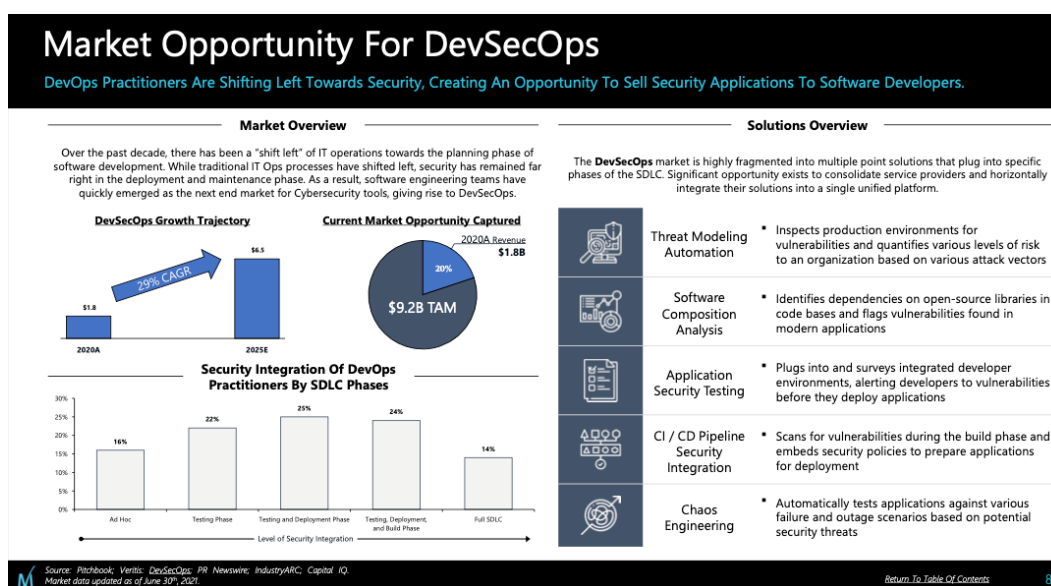 Market Opportunity For DevSecOps
DevOps Practitioners Are Shifting Left Towards Security, Creating An Opportunity To Sell Security Applications To Software Developers.
Market Overview
Over the past decade, there has been a "shift left" of IT operations towards the planning phase of
software development. While traditional IT Ops processes have shifted left, security has remained far
right in the deployment and maintenance phase. As a result, software engineering teams have
quickly emerged as the next end market for Cybersecurity tools, giving rise to DevSecOps.
DevSecOps Growth Trajectory
$1.8
29% CAGR
$6.5
2020A
2025E
Current Market Opportunity Captured
2020A Revenue
$1.8B
20%
$9.2B TAM
Security Integration Of DevOps
Practitioners By SDLC Phases
30%
25%
20%
15%
10%
5%
0%
16%
22%
25%
24%
14%
Ad Hoc
Testing Phase
Testing and Deployment Phase
Testing, Deployment,
and Build Phase
Full SDLC
Level of Security Integration
Solutions Overview
The DevSecOps market is highly fragmented into multiple point solutions that plug into specific
phases of the SDLC. Significant opportunity exists to consolidate service providers and horizontally
integrate their solutions into a single unified platform.
Threat Modeling
Automation
▪ Inspects production environments for
vulnerabilities and quantifies various levels of risk
to an organization based on various attack vectors
Software
Composition
Analysis
▪ Identifies dependencies on open-source libraries in
code bases and flags vulnerabilities found in
modern applications
Application
Security Testing
▪ Plugs into and surveys integrated developer
environments, alerting developers to vulnerabilities
before they deploy applications
CI / CD Pipeline
Security
Integration
▪ Scans for vulnerabilities during the build phase and
embeds security policies to prepare applications
for deployment
Chaos
Engineering
▪ Automatically tests applications against various
failure and outage scenarios based on potential
security threats
Source: Pitchbook; Veritis: DevSecOps; PR Newswire; IndustryARC; Capital IQ.
Market data updated as of June 30th, 2021.
Return To Table Of Contents